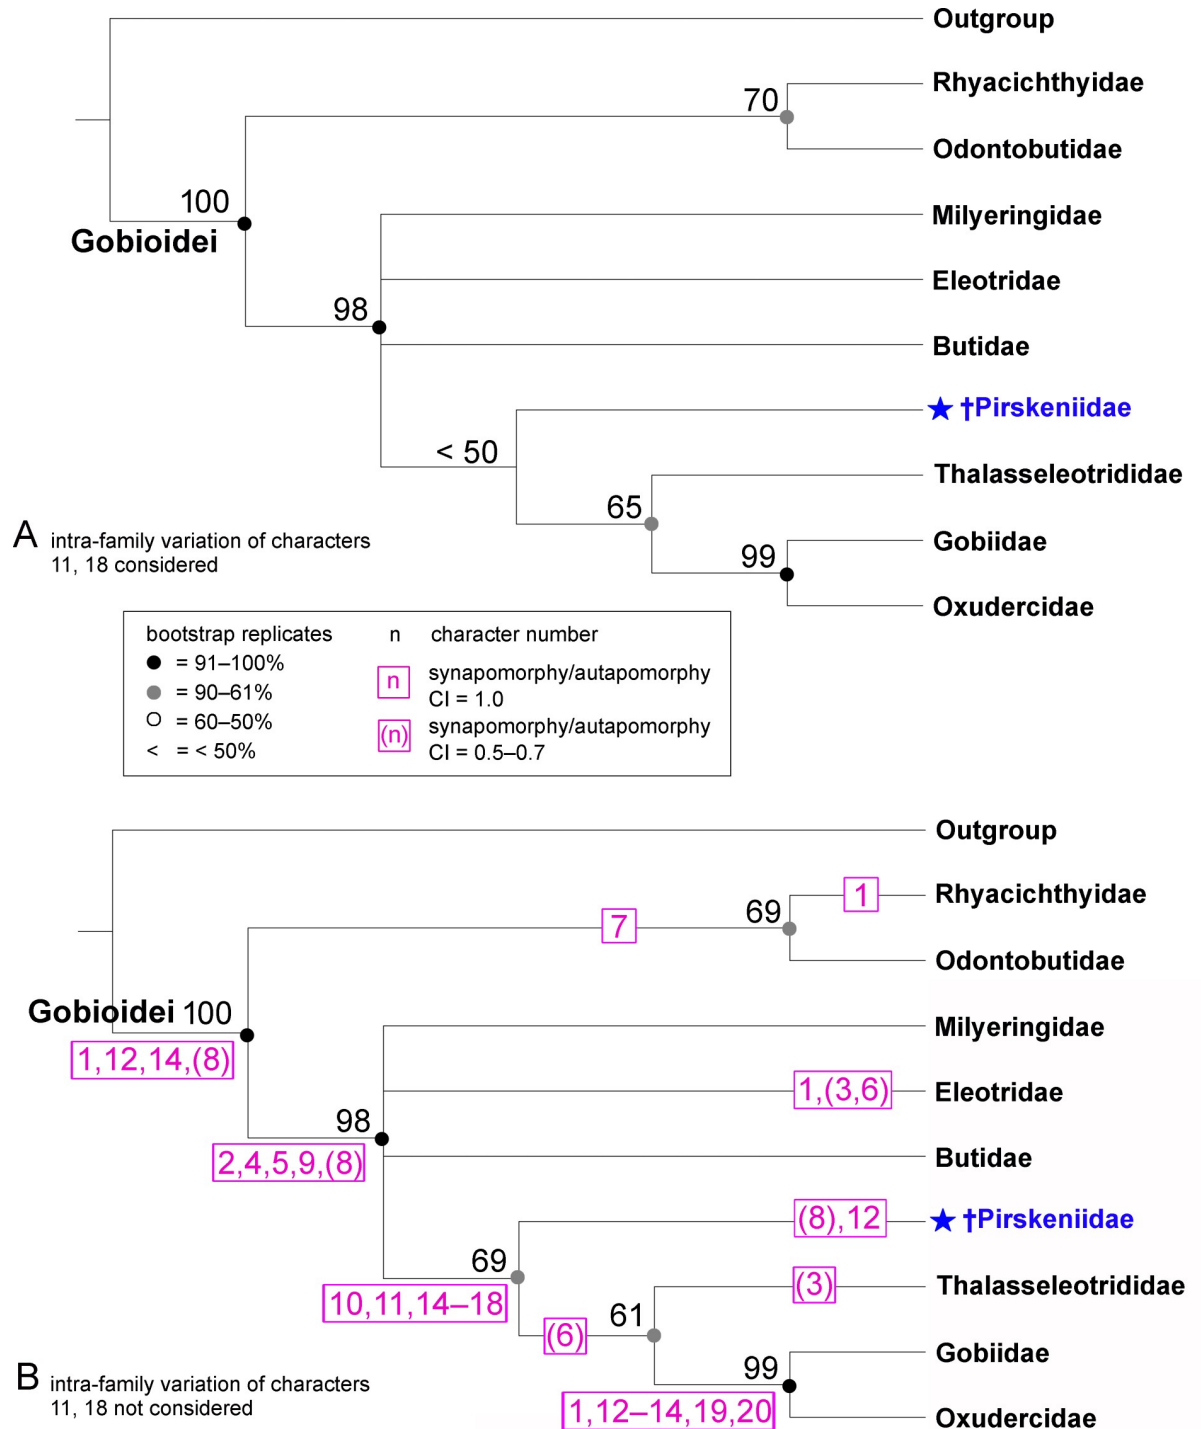 Outgroup
Rhyacichthyidae
70
Odontobutidae
100
Milyeringidae
Gobioidei
Eleotridae
98
Butidae
★ †Pirskeniidae
< 50
Thalasseleotrididae
65
A intra-family variation of characters
11, 18 considered
Gobiidae
99
Oxudercidae
bootstrap replicates
= 91–100%
= 90–61%
= 60–50%
< = < 50%
n character number
n synapomorphy/autapomorphy
CI = 1.0
(n) synapomorphy/autapomorphy
CI = 0.5–0.7
Outgroup
1 Rhyacichthyidae
7 69
Odontobutidae
Gobioidei 100
Milyeringidae
1,12,14,(8)
1,(3,6) Eleotridae
98
2,4,5,9,(8)
Butidae
(8),12 ★ †Pirskeniidae
69
(3) Thalasseleotrididae
10,11,14–18
(6) 61
Gobiidae
99
B intra-family variation of characters
11, 18 not considered
1,12–14,19,20
Oxudercidae